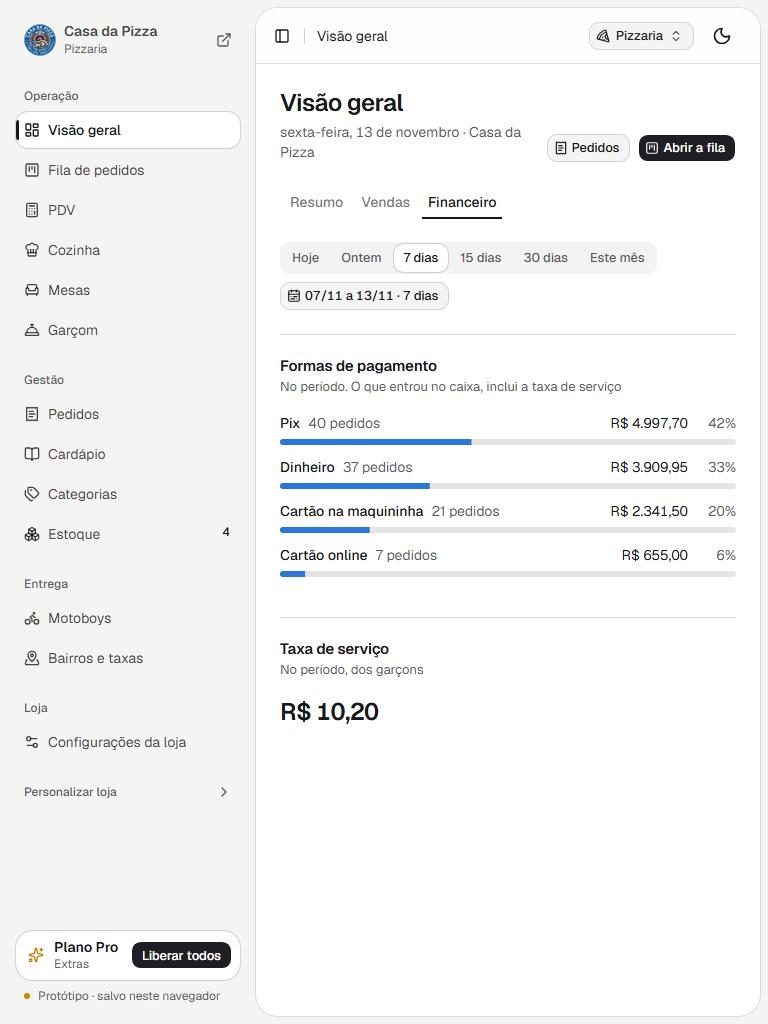 Casa da Pizza
Pizzaria
Operação
Visão geral
Fila de pedidos
PDV
Cozinha
Mesas
Garçom
Gestão
Pedidos
Cardápio
Categorias
Estoque 4
Entrega
Motoboys
Bairros e taxas
Loja
Configurações da loja
Personalizar loja
Plano Pro
Extras
Liberar todos
Protótipo · salvo neste navegador
Visão geral
Pizzaria
Visão geral
sexta-feira, 13 de novembro · Casa da
Pizza
Pedidos
Abrir a fila
Resumo Vendas Financeiro
Hoje Ontem 7 dias 15 dias 30 dias Este mês
07/11 a 13/11 · 7 dias
Formas de pagamento
No período. O que entrou no caixa, inclui a taxa de serviço
Pix 40 pedidos R$ 4.997,70 42%
Dinheiro 37 pedidos R$ 3.909,95 33%
Cartão na maquininha 21 pedidos R$ 2.341,50 20%
Cartão online 7 pedidos R$ 655,00 6%
Taxa de serviço
No período, dos garçons
R$ 10,20